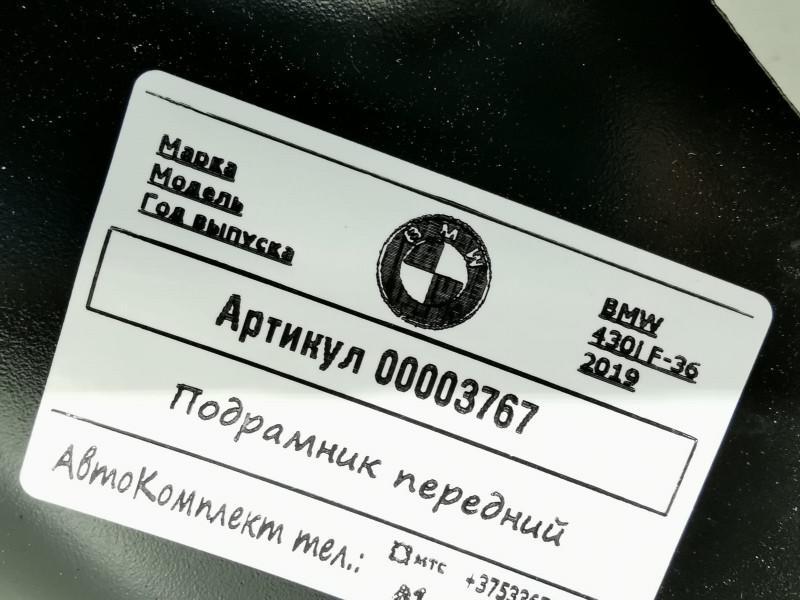 Марка
Модель
Год выпуска
BMW
BMW
430I F-36
2019
Артикул 00003767
Подрамник передний
АвтоКомплект тел.:
МТС